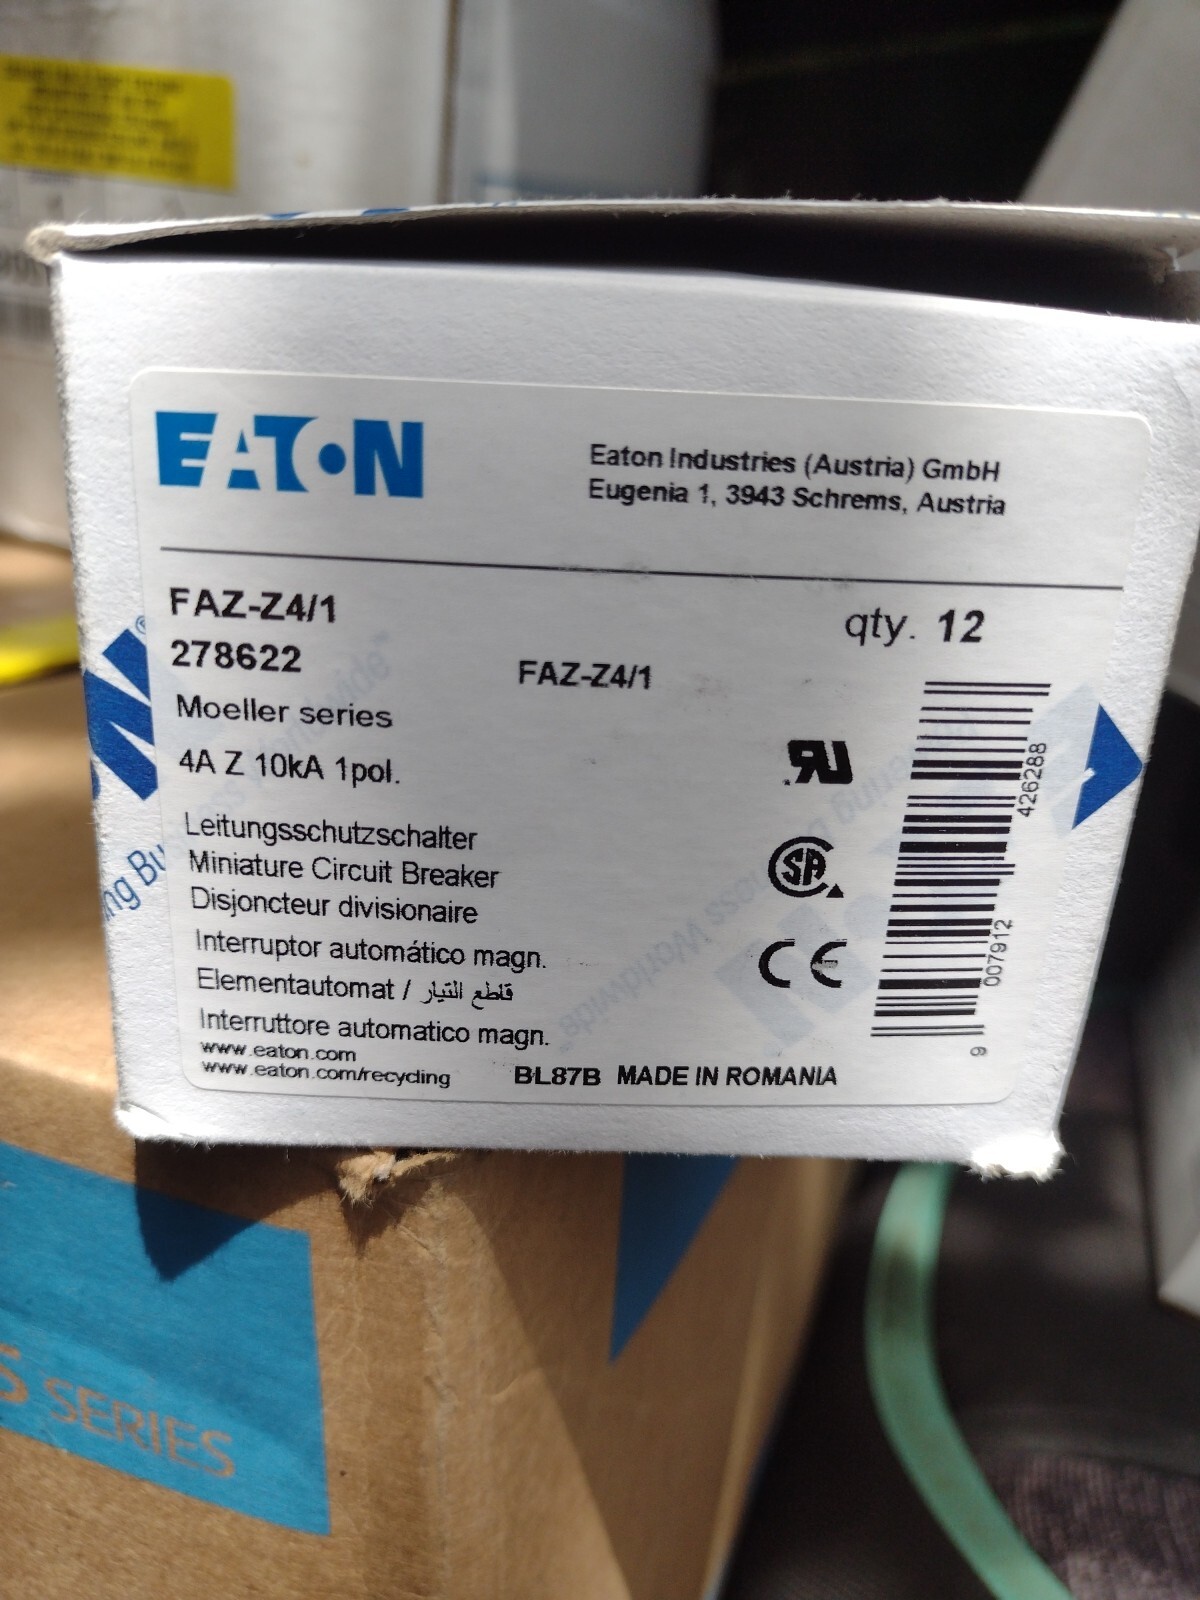 EATON
Eaton Industries (Austria) GmbH
Eugenia 1, 3943 Schrems, Austria
FAZ-Z4/1
qty. 12
278622
FAZ-Z4/1
Moeller series
4A Z 10kA 1pol.
Leitungsschutzschalter
Miniature Circuit Breaker
Disjoncteur divisionaire
Interruptor automático magn.
Elementautomat / قاطع التيار
Interruttore automatico magn.
www.eaton.com
www.eaton.com/recycling
BL87B MADE IN ROMANIA
9 007912 426288
CE
SERIES